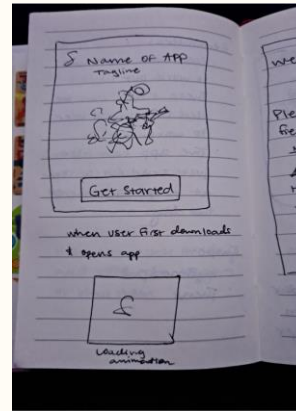 Name of APP
Tagline
Get Started
when user first downloads
& opens app
Loading
animation
we
Ple
fie